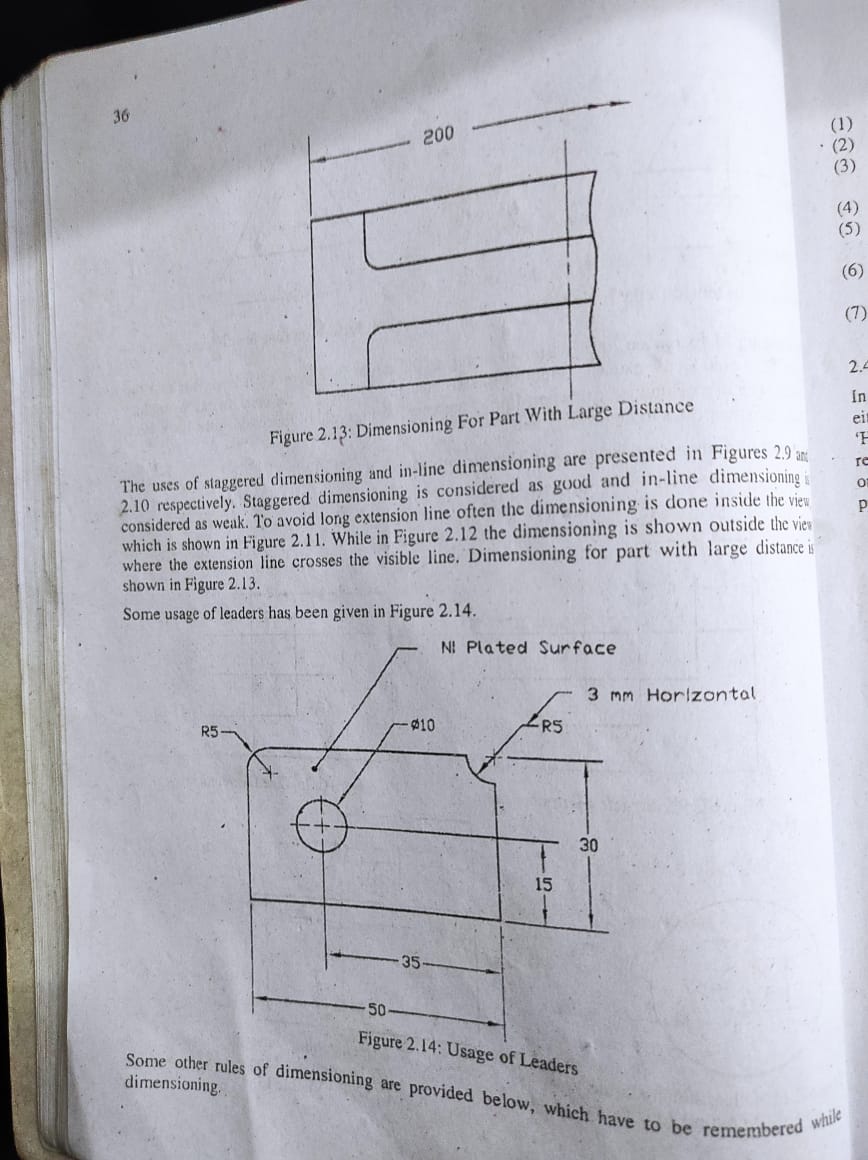 36
200
Figure 2.13: Dimensioning For Part With Large Distance
The uses of staggered dimensioning and in-line dimensioning are presented in Figures 2.9 and
2.10 respectively. Staggered dimensioning is considered as good and in-line dimensioning is
considered as weak. To avoid long extension line often the dimensioning is done inside the view
which is shown in Figure 2.11. While in Figure 2.12 the dimensioning is shown outside the view
where the extension line crosses the visible line. Dimensioning for part with large distance is
shown in Figure 2.13.
Some usage of leaders has been given in Figure 2.14.
Ni Plated Surface
3 mm Horizontal
R5
Ø10
R5
30
15
35
50
Figure 2.14: Usage of Leaders
Some other rules of dimensioning are provided below, which have to be remembered while
dimensioning.
(1)
(2)
(3)
(4)
(5)
(6)
(7)
In